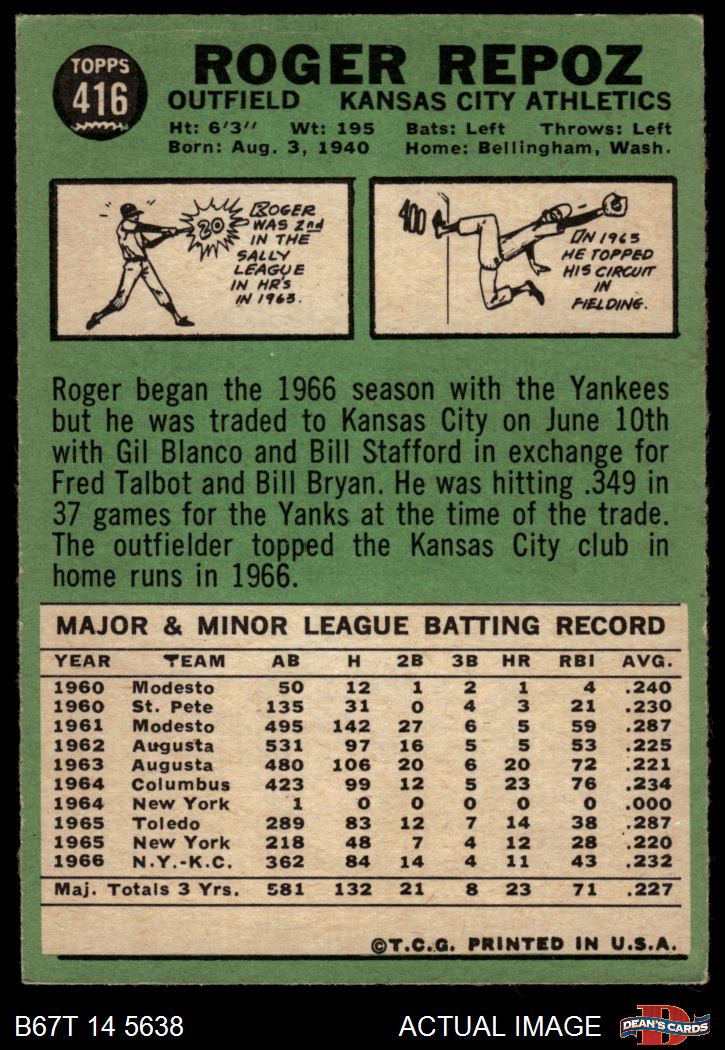 TOPPS
416
ROGER REPOZ
OUTFIELD KANSAS CITY ATHLETICS
Ht: 6'3" Wt: 195 Bats: Left Throws: Left
Born: Aug. 3, 1940 Home: Bellingham, Wash.
20
ROGER
WAS 2nd
IN THE
SALLY
LEAGUE
IN HR'S
IN 1963.
400
IN 1965
HE TOPPED
HIS CIRCUIT
IN
FIELDING.
Roger began the 1966 season with the Yankees
but he was traded to Kansas City on June 10th
with Gil Blanco and Bill Stafford in exchange for
Fred Talbot and Bill Bryan. He was hitting .349 in
37 games for the Yanks at the time of the trade.
The outfielder topped the Kansas City club in
home runs in 1966.
MAJOR & MINOR LEAGUE BATTING RECORD
YEAR TEAM AB H 2B 3B HR RBI AVG.
1960 Modesto 50 12 1 2 1 4 .240
1960 St. Pete 135 31 0 4 3 21 .230
1961 Modesto 495 142 27 6 5 59 .287
1962 Augusta 531 97 16 5 5 53 .225
1963 Augusta 480 106 20 6 20 72 .221
1964 Columbus 423 99 12 5 23 76 .234
1964 New York 1 0 0 0 0 0 .000
1965 Toledo 289 83 12 7 14 38 .287
1965 New York 218 48 7 4 12 28 .220
1966 N.Y.-K.C. 362 84 14 4 11 43 .232
Maj. Totals 3 Yrs. 581 132 21 8 23 71 .227
©T.C.G. PRINTED IN U.S.A.
B67T 14 5638 ACTUAL IMAGE DEAN'S CARDS